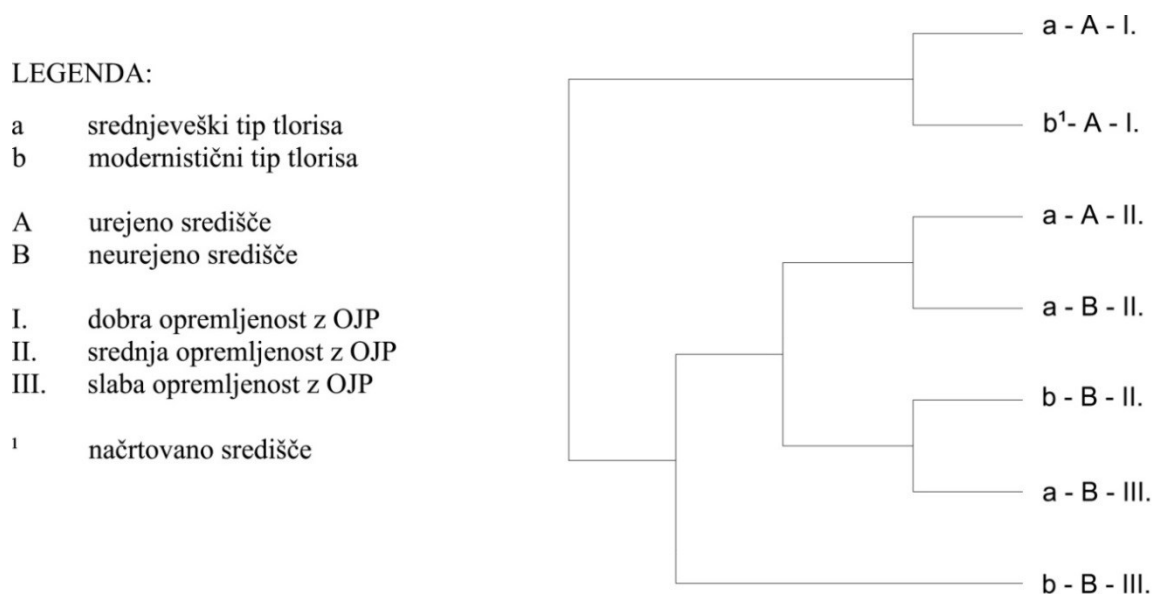 LEGENDA:
a srednjeveški tip tlorisa
b modernistični tip tlorisa
A urejeno središče
B neurejeno središče
I. dobra opremljenost z OJP
II. srednja opremljenost z OJP
III. slaba opremljenost z OJP
¹ načrtovano središče
a - A - I.
b¹- A - I.
a - A - II.
a - B - II.
b - B - II.
a - B - III.
b - B - III.